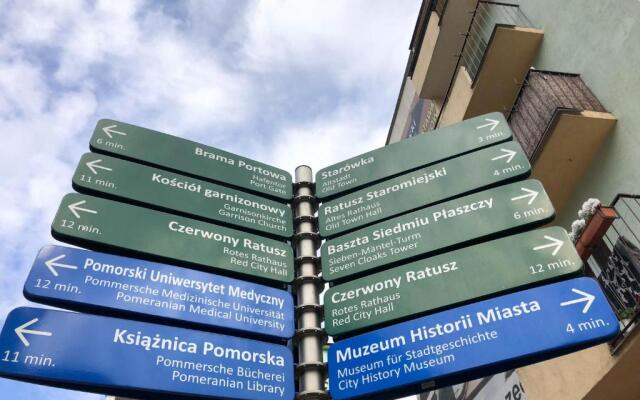 6 min.
Brama Portowa
Hafentor
Port Gate
11 min.
Kościół garnizonowy
Garnisonkirche
Garrison Church
12 min.
Czerwony Ratusz
Rotes Rathaus
Red City Hall
12 min.
Pomorski Uniwersytet Medyczny
Pommersche Medizinische Universität
Pomeranian Medical University
11 min.
Książnica Pomorska
Pommersche Bücherei
Pomeranian Library
Starówka
Altstadt
Old Town
3 min.
Ratusz Staromiejski
Altes Rathaus
Old Town Hall
4 min.
Baszta Siedmiu Płaszczy
Sieben-Mäntel-Turm
Seven Cloaks Tower
6 min.
Czerwony Ratusz
Rotes Rathaus
Red City Hall
12 min.
Muzeum Historii Miasta
Museum für Stadtgeschichte
City History Museum
4 min.